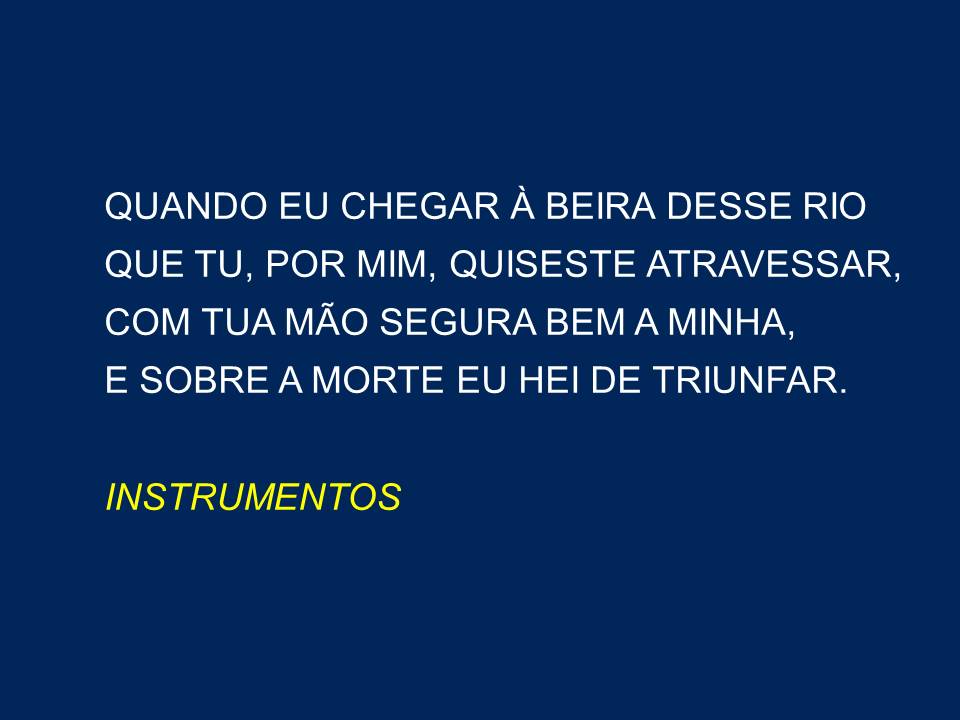 QUANDO EU CHEGAR À BEIRA DESSE RIO
QUE TU, POR MIM, QUISESTE ATRAVESSAR,
COM TUA MÃO SEGURA BEM A MINHA,
E SOBRE A MORTE EU HEI DE TRIUNFAR.
INSTRUMENTOS